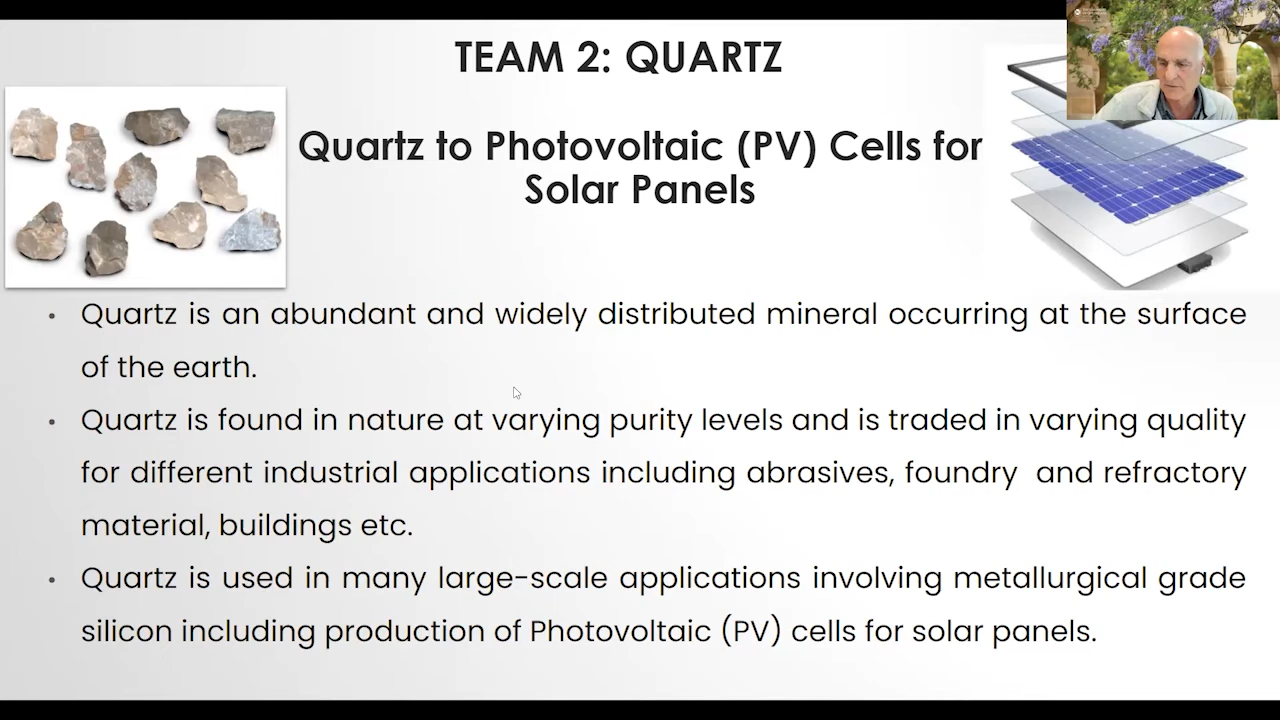 TEAM 2: QUARTZ
Quartz to Photovoltaic (PV) Cells for
Solar Panels
• Quartz is an abundant and widely distributed mineral occurring at the surface
of the earth.
• Quartz is found in nature at varying purity levels and is traded in varying quality
for different industrial applications including abrasives, foundry and refractory
material, buildings etc.
• Quartz is used in many large-scale applications involving metallurgical grade
silicon including production of Photovoltaic (PV) cells for solar panels.